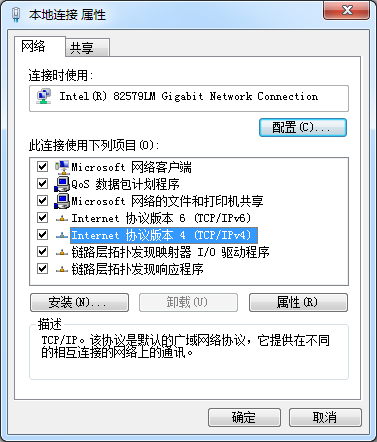 本地连接 属性
网络
共享
连接时使用:
Intel(R) 82579LM Gigabit Network Connection
配置(C)...
此连接使用下列项目(O):
Microsoft 网络客户端
QoS 数据包计划程序
Microsoft 网络的文件和打印机共享
Internet 协议版本 6 (TCP/IPv6)
Internet 协议版本 4 (TCP/IPv4)
链路层拓扑发现映射器 I/O 驱动程序
链路层拓扑发现响应程序
安装(N)...
卸载(U)
属性(R)
描述
TCP/IP。该协议是默认的广域网络协议，它提供在不同
的相互连接的网络上的通讯。
确定
取消